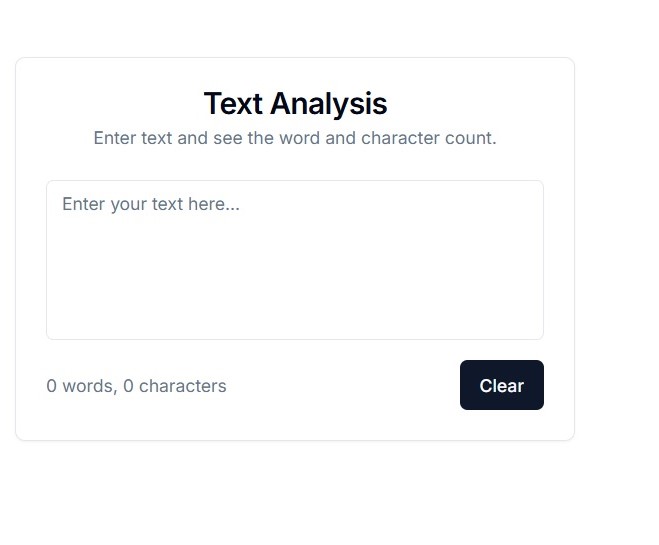 Text Analysis
Enter text and see the word and character count.
Enter your text here...
0 words, 0 characters
Clear